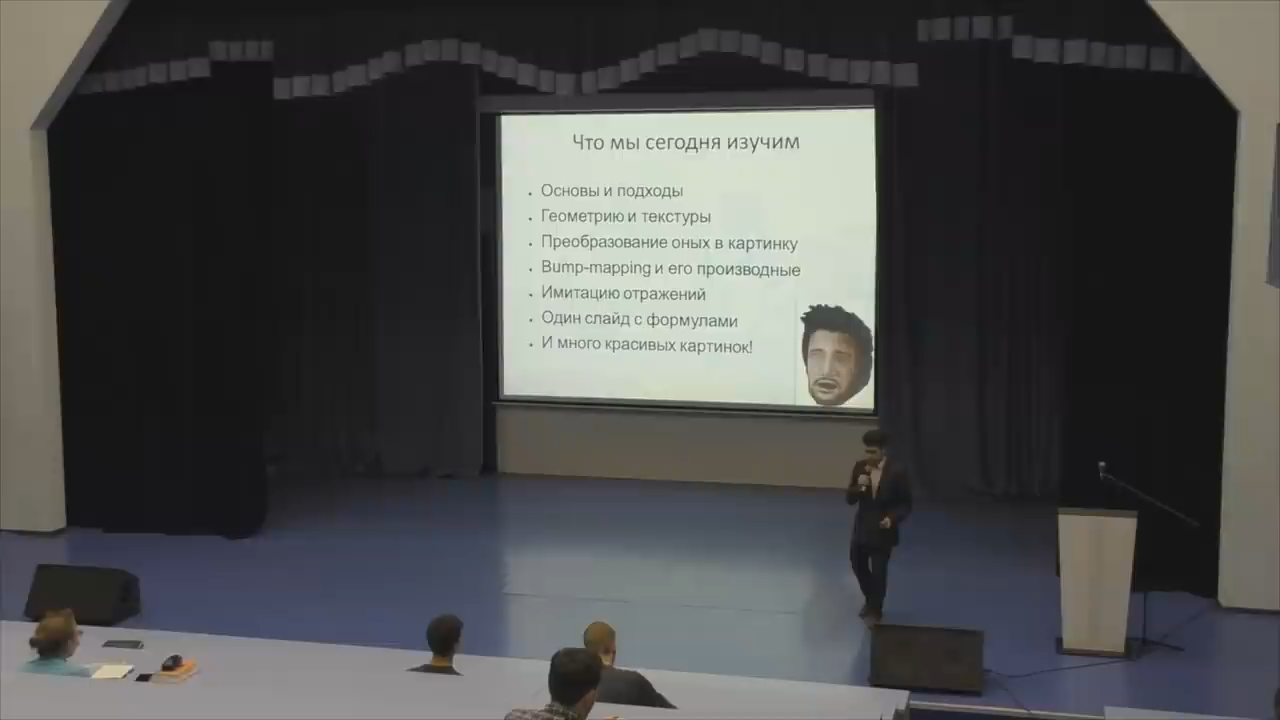 Что мы сегодня изучим
Основы и подходы
Геометрию и текстуры
Преобразование оных в картинку
Bump-mapping и его производные
Имитацию отражений
Один слайд с формулами
И много красивых картинок!